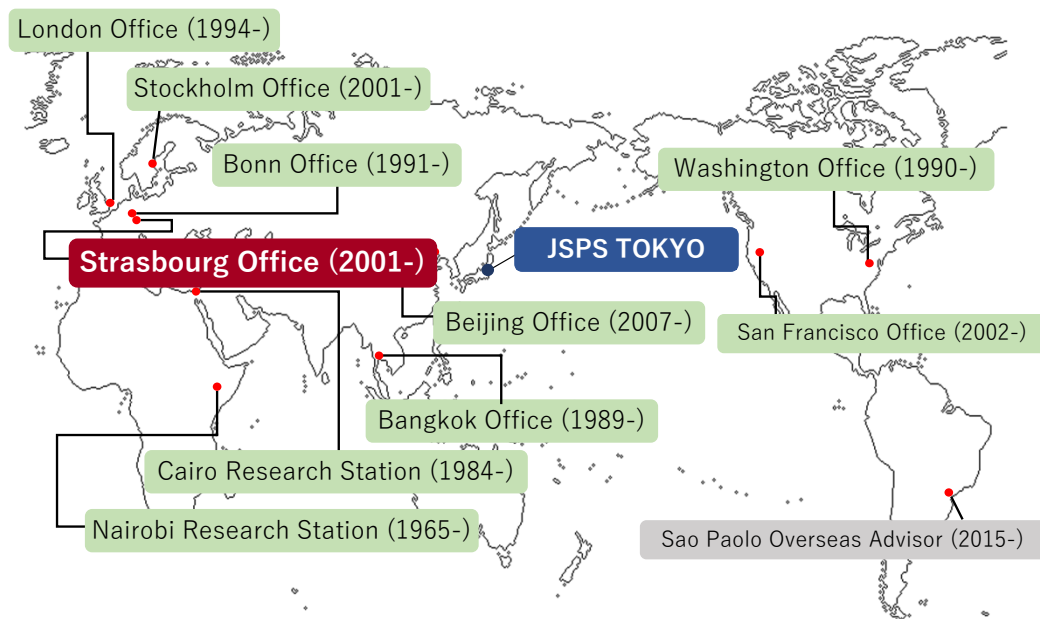 London Office (1994-)
Stockholm Office (2001-)
Bonn Office (1991-)
Washington Office (1990-)
Strasbourg Office (2001-)
JSPS TOKYO
Beijing Office (2007-)
San Francisco Office (2002-)
Bangkok Office (1989-)
Cairo Research Station (1984-)
Nairobi Research Station (1965-)
Sao Paolo Overseas Advisor (2015-)